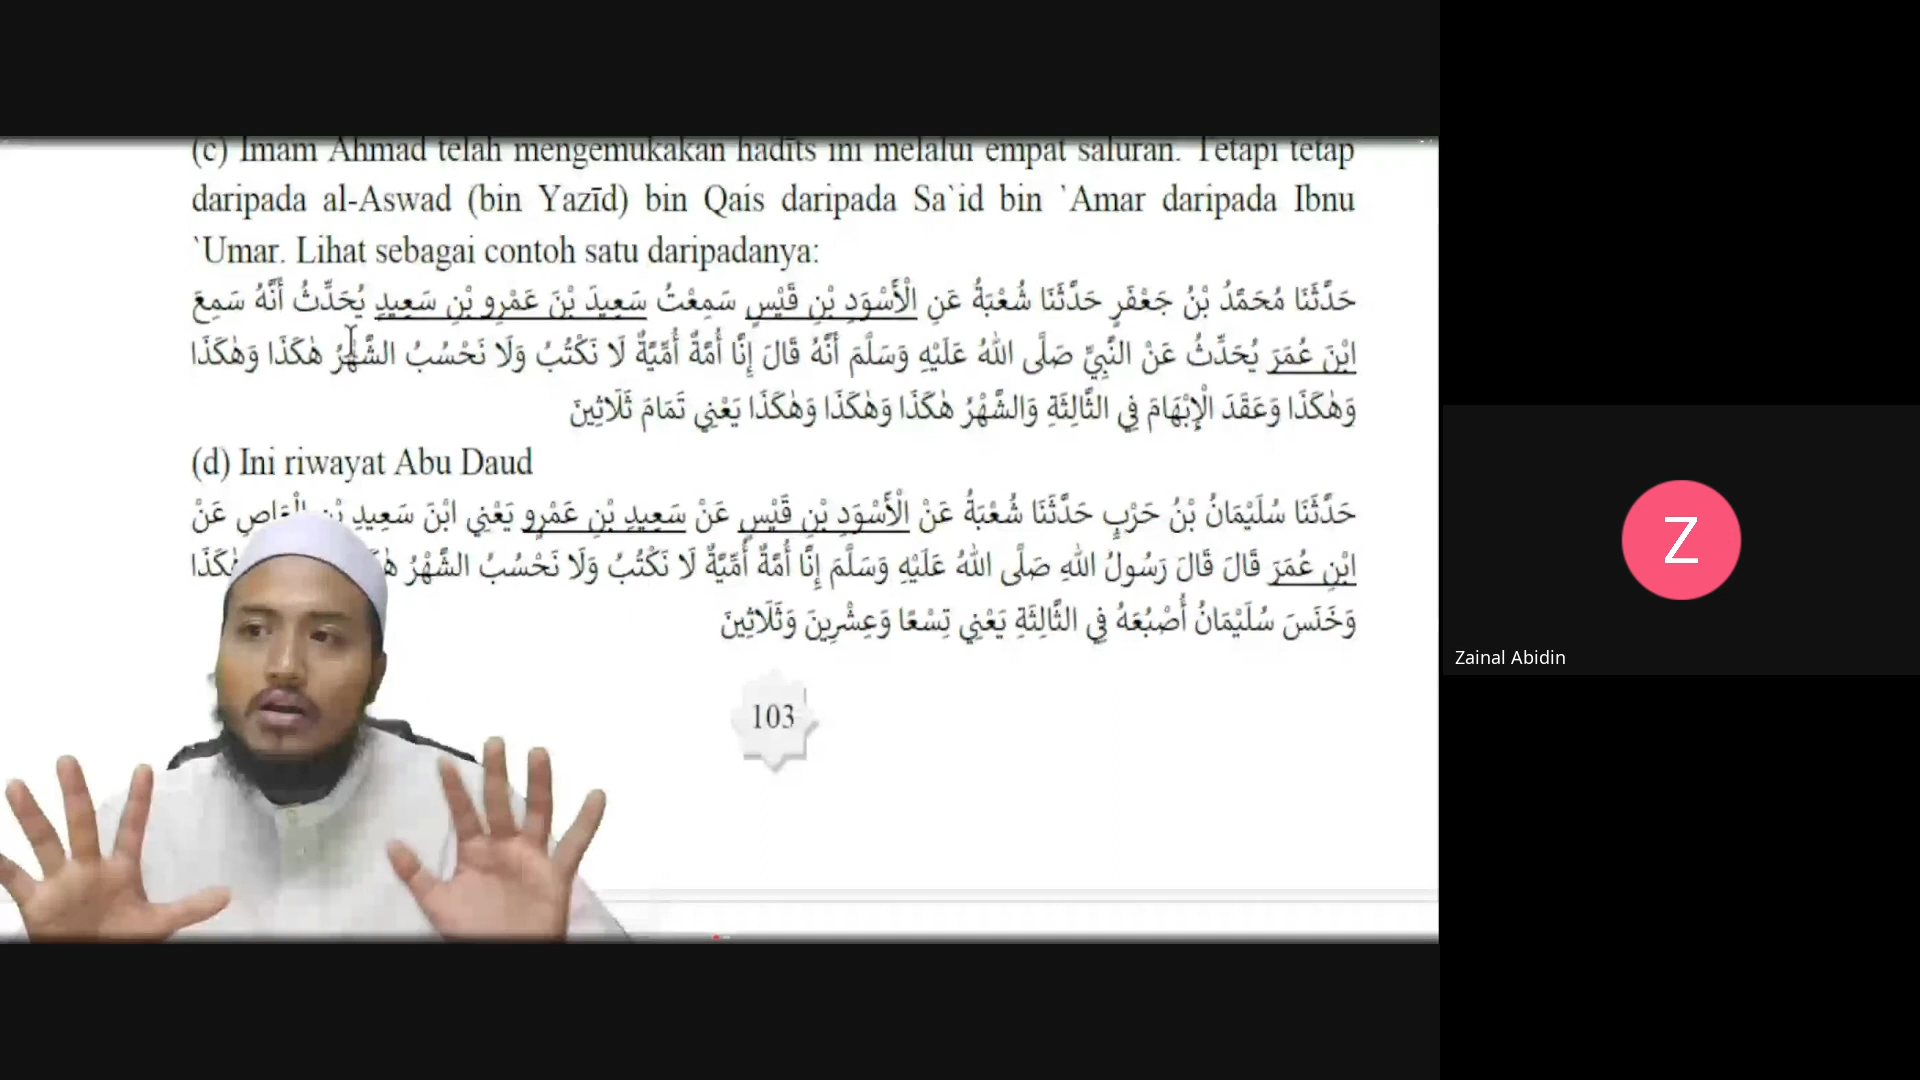 (c) Imam Ahmad telah mengemukakan hadīts ini melalui empat saluran. Tetapi tetap
daripada al-Aswad (bin Yazīd) bin Qais daripada Sa`id bin `Amar daripada Ibnu
`Umar. Lihat sebagai contoh satu daripadanya:
حَدَّثَنَا مُحَمَّدُ بْنُ جَعْفَرٍ حَدَّثَنَا شُعْبَةُ عَنِ الْأَسْوَدِ بْنِ قَيْسٍ سَمِعْتُ سَعِيدَ بْنَ عَمْرِو بْنِ سَعِيدٍ يُحَدِّثُ أَنَّهُ سَمِعَ
ابْنَ عُمَرَ يُحَدِّثُ عَنْ النَّبِيِّ صَلَّى اللهُ عَلَيْهِ وَسَلَّمَ أَنَّهُ قَالَ إِنَّا أُمَّةٌ أُمِّيَّةٌ لَا نَكْتُبُ وَلَا نَحْسُبُ الشَّهْرُ هٰكَذَا وَهٰكَذَا
وَهٰكَذَا وَعَقَدَ الْإِبْهَامَ فِي الثَّالِثَةِ وَالشَّهْرُ هٰكَذَا وَهٰكَذَا وَهٰكَذَا يَعْنِي تَمَامَ ثَلَاثِينَ
(d) Ini riwayat Abu Daud
حَدَّثَنَا سُلَيْمَانُ بْنُ حَرْبٍ حَدَّثَنَا شُعْبَةُ عَنْ الْأَسْوَدِ بْنِ قَيْسٍ عَنْ سَعِيدِ بْنِ عَمْرٍو يَعْنِي ابْنَ سَعِيدِ بْنِ الْعَاصِ عَنْ
ابْنِ عُمَرَ قَالَ قَالَ رَسُولُ اللهِ صَلَّى اللهُ عَلَيْهِ وَسَلَّمَ إِنَّا أُمَّةٌ أُمِّيَّةٌ لَا نَكْتُبُ وَلَا نَحْسُبُ الشَّهْرُ
وَخَنَسَ سُلَيْمَانُ أُصْبُعَهُ فِي الثَّالِثَةِ يَعْنِي تِسْعًا وَعِشْرِينَ وَثَلَاثِينَ
103
Z
Zainal Abidin